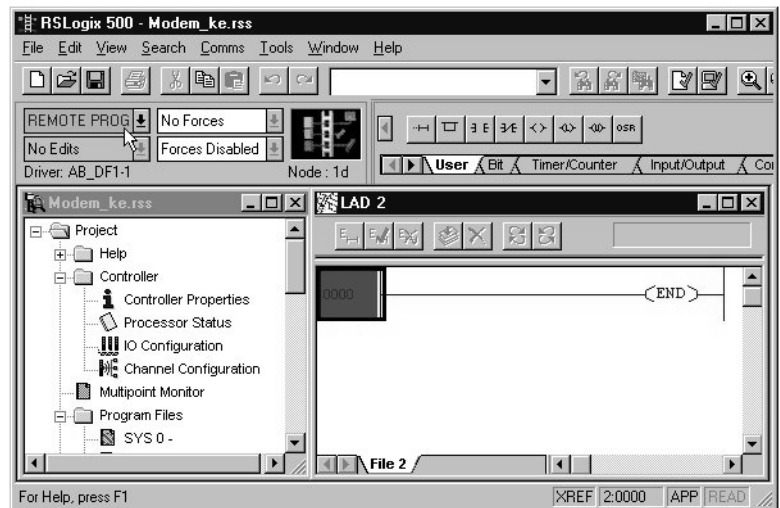 RSLogix 500 - Modem_ke.rss
File Edit View Search Comms Tools Window Help
REMOTE PROG No Forces
No Edits Forces Disabled
Driver: AB_DF1-1 Node : 1d
OSR
User Bit Timer/Counter Input/Output Co
Modem_ke.rss
Project
Help
Controller
Controller Properties
Processor Status
IO Configuration
Channel Configuration
Multipoint Monitor
Program Files
SYS 0 -
LAD 2
0000
END
File 2
For Help, press F1
XREF 2:0000 APP READ